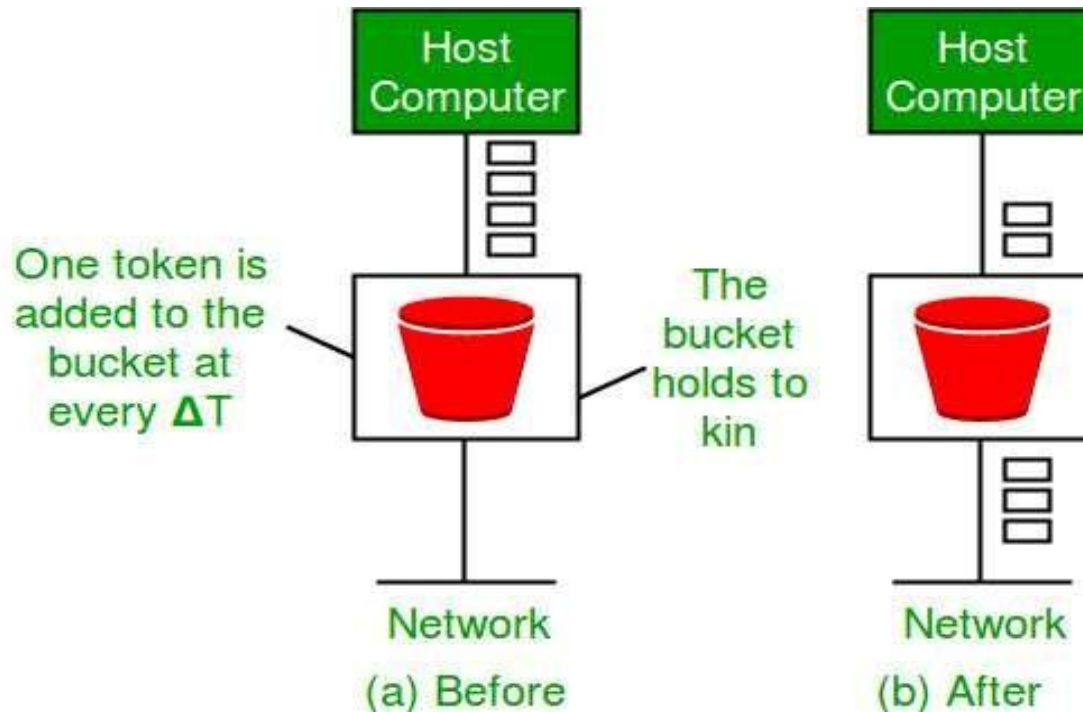 Host
Computer
Host
Computer
One token is
added to the
bucket at
every ΔT
The
bucket
holds to
kin
Network
(a) Before
Network
(b) After